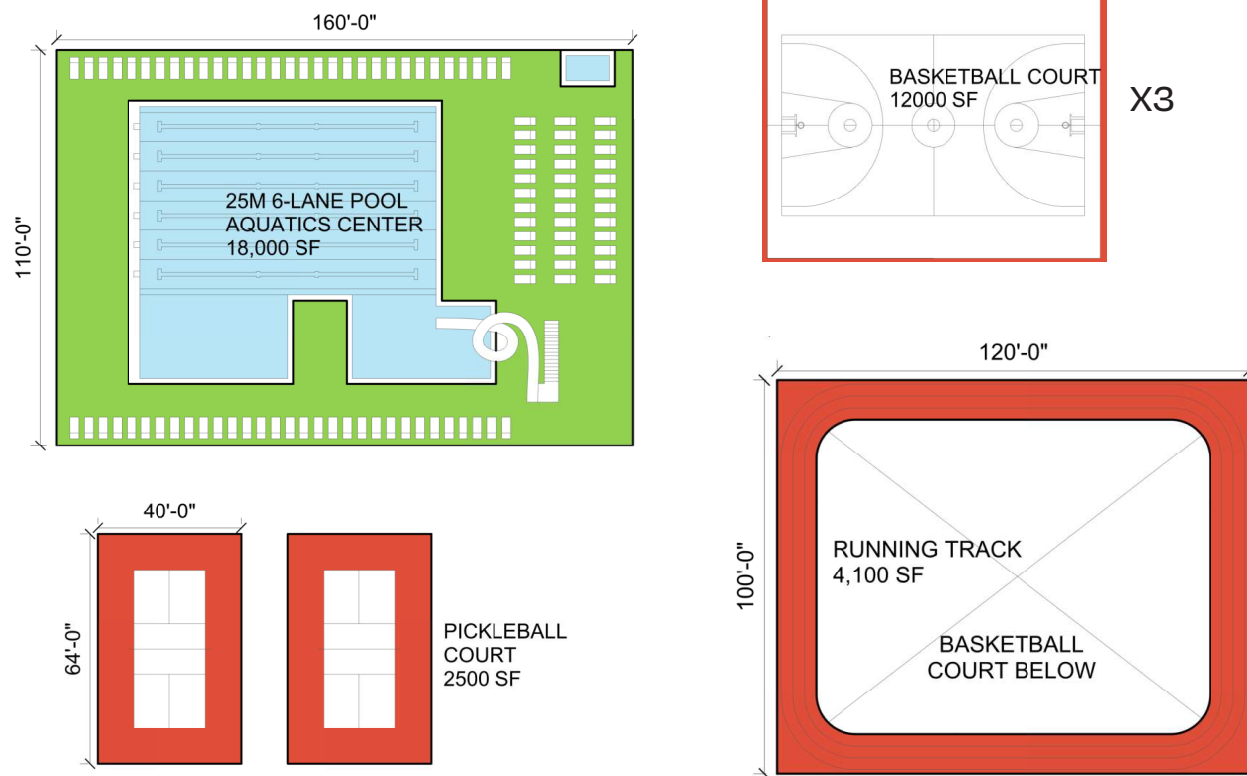 160'-0"
110'-0"
25M 6-LANE POOL
AQUATICS CENTER
18,000 SF
BASKETBALL COURT
12000 SF
X3
40'-0"
64'-0"
PICKLEBALL
COURT
2500 SF
120'-0"
100'-0"
RUNNING TRACK
4,100 SF
BASKETBALL
COURT BELOW